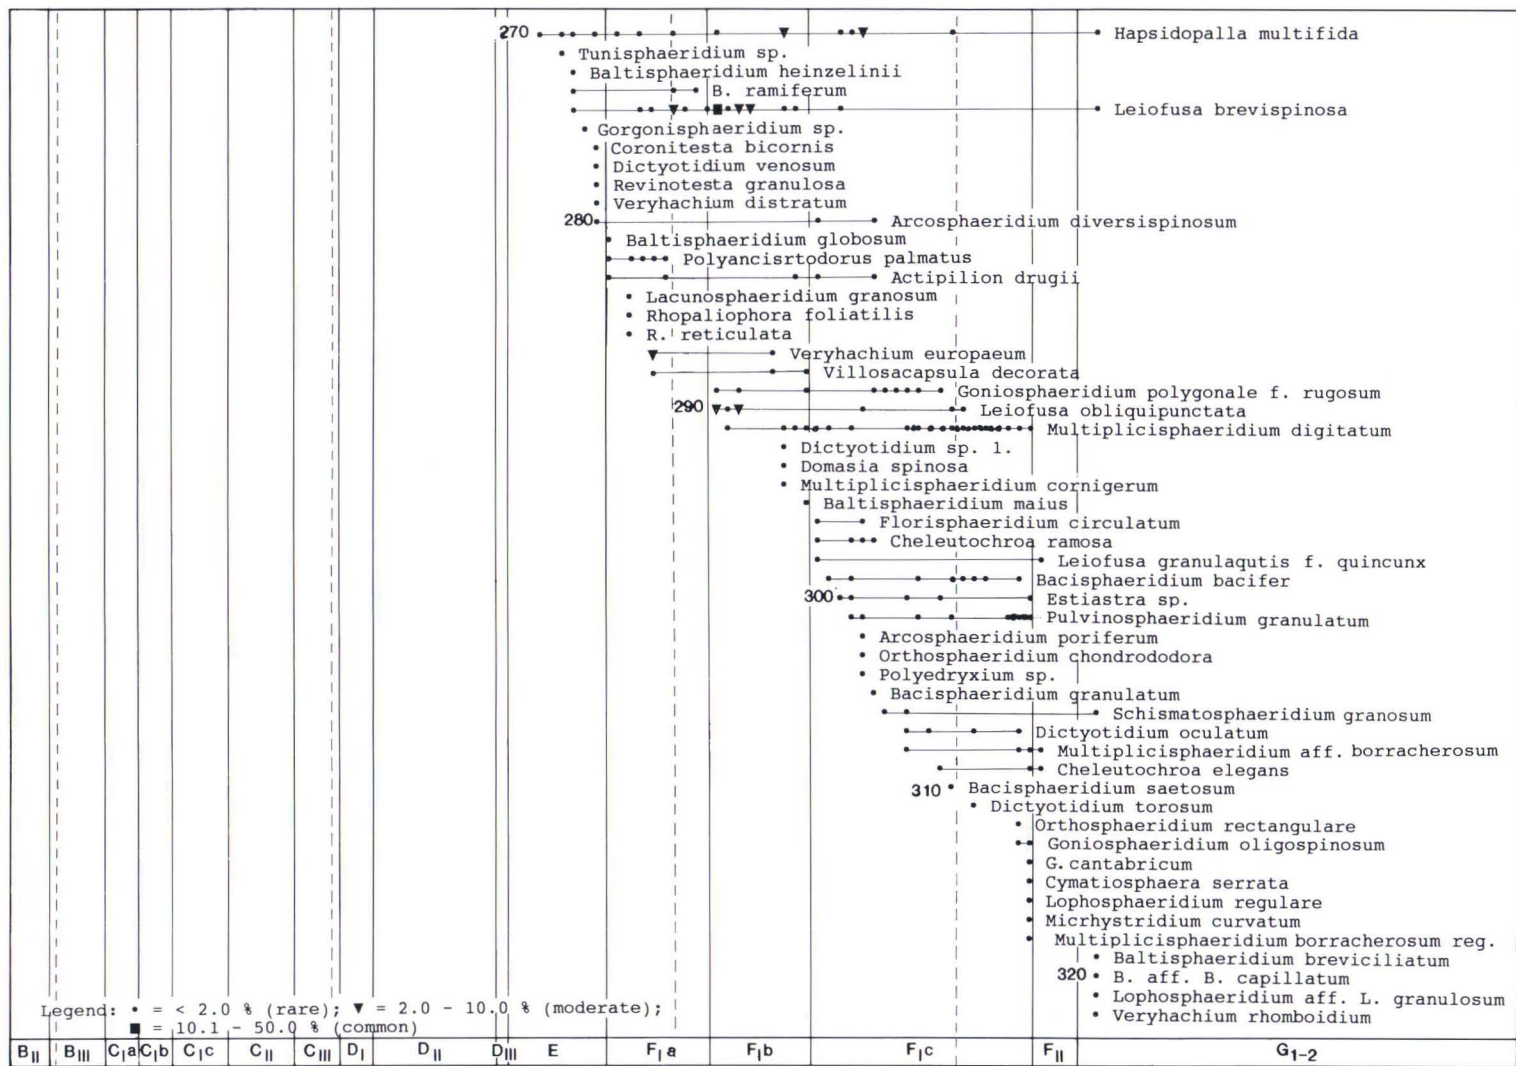 270 Hapsidopalla multifida
Tunisphaeridium sp.
Baltisphaeridium heinzelinii
B. ramiferum
Leiofusa brevispinosa
Gorgonisphaeridium sp.
Coronitesta bicornis
Dictyotidium venosum
Revinotesta granulosa
Veryhachium distratum
280 Arcosphaeridium diversispinosum
Baltisphaeridium globosum
Polyancisrtodorus palmatus
Actipilion drugii
Lacunosphaeridium granosum
Rhopaliophora foliatilis
R. reticulata
Veryhachium europaeum
Villosacapsula decorata
Goniosphaeridium polygonale f. rugosum
290 Leiofusa obliquipunctata
Multiplicisphaeridium digitatum
Dictyotidium sp. 1.
Domasia spinosa
Multiplicisphaeridium cornigerum
Baltisphaeridium maius
Florisphaeridium circulatum
Cheleutochroa ramosa
Leiofusa granulaqutis f. quincunx
Bacisphaeridium bacifer
300 Estiastra sp.
Pulvinosphaeridium granulatum
Arcosphaeridium poriferum
Orthosphaeridium chondrododora
Polyedryxium sp.
Bacisphaeridium granulatum
Schismatosphaeridium granosum
Dictyotidium oculatum
Multiplicisphaeridium aff. borracherosum
Cheleutochroa elegans
310 Bacisphaeridium saetosum
Dictyotidium torosum
Orthosphaeridium rectangulare
Goniosphaeridium oligospinosum
G. cantabricum
Cymatiosphaera serrata
Lophosphaeridium regulare
Micrhystridium curvatum
Multiplicisphaeridium borracherosum reg.
Baltisphaeridium breviciliatum
320 B. aff. B. capillatum
Lophosphaeridium aff. L. granulosum
Veryhachium rhomboidium
Legend: • = < 2.0 % (rare); ▼ = 2.0 - 10.0 % (moderate);
■ = 10.1 - 50.0 % (common)
BII BIII CIa CIb CIc CII CIII DI DII DIII E FIa FIb FIc FII G1-2